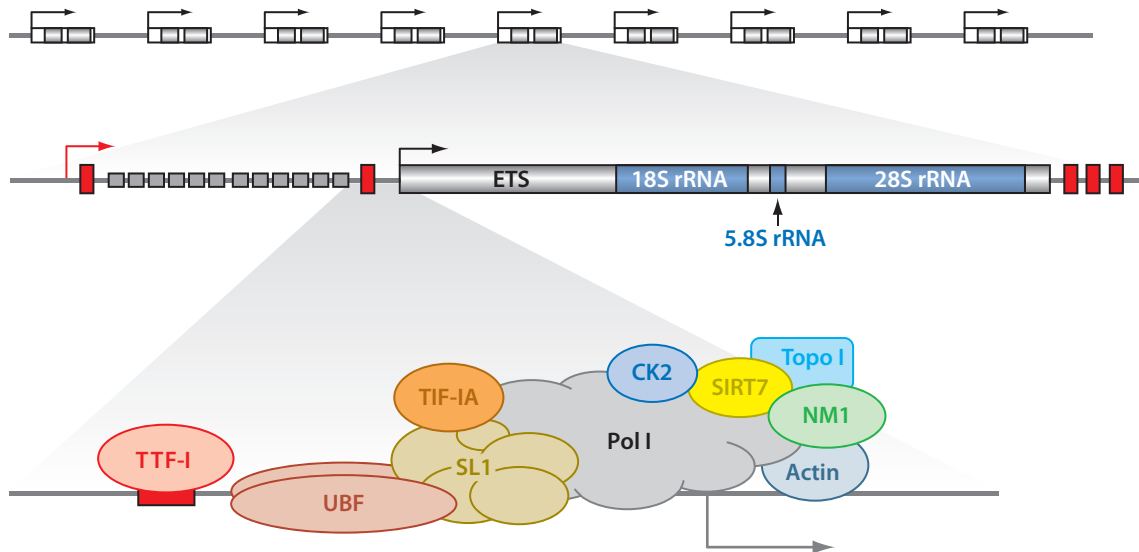 ETS
18S rRNA
28S rRNA
5.8S rRNA
Topo I
CK2
SIRT7
TIF-IA
NM1
Pol I
TTF-I
SL1
Actin
UBF